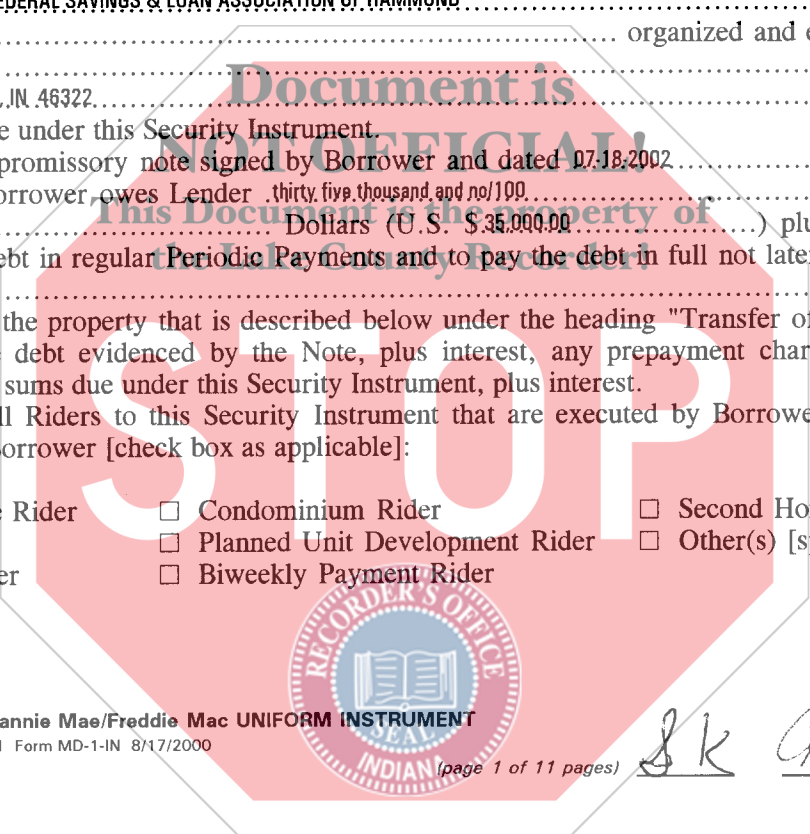 FEDERAL SAVINGS & LOAN ASSOCIATION OF HAMMOND
organized and e
Document is
, IN 46322
e under this Security Instrument.
NOT OFFICIAL!
promissory note signed by Borrower and dated 07-18-2002
orrower owes Lender thirty five thousand and no/100
This Document is the property of
Dollars (U.S. $ 35,000.00) plu
the Lake County Recorder!
ebt in regular Periodic Payments and to pay the debt in full not late
the property that is described below under the heading "Transfer of
debt evidenced by the Note, plus interest, any prepayment char
sums due under this Security Instrument, plus interest.
ll Riders to this Security Instrument that are executed by Borrowe
orrower [check box as applicable]:
STOP
e Rider ☐ Condominium Rider ☐ Second Ho
☐ Planned Unit Development Rider ☐ Other(s) [s
er ☐ Biweekly Payment Rider
RECORDER'S OFFICE
SEAL
INDIANA
annie Mae/Freddie Mac UNIFORM INSTRUMENT
Form MD-1-IN 8/17/2000
(page 1 of 11 pages) SK